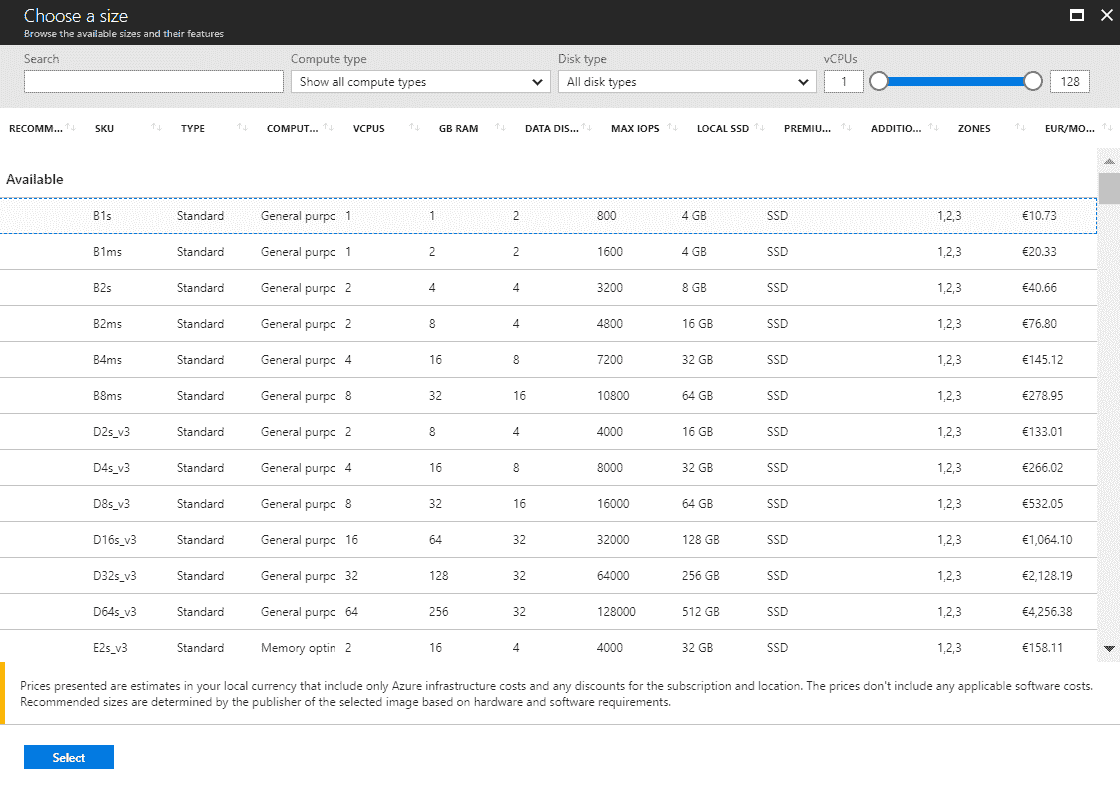 Choose a size
Browse the available sizes and their features
Search Compute type Disk type vCPUs
Show all compute types All disk types 1 128
RECOMM... SKU TYPE COMPUT... VCPUS GB RAM DATA DIS... MAX IOPS LOCAL SSD PREMIU... ADDITIO... ZONES EUR/MO...
Available
B1s Standard General purpc 1 1 2 800 4 GB SSD 1,2,3 €10.73
B1ms Standard General purpc 1 2 2 1600 4 GB SSD 1,2,3 €20.33
B2s Standard General purpc 2 4 4 3200 8 GB SSD 1,2,3 €40.66
B2ms Standard General purpc 2 8 4 4800 16 GB SSD 1,2,3 €76.80
B4ms Standard General purpc 4 16 8 7200 32 GB SSD 1,2,3 €145.12
B8ms Standard General purpc 8 32 16 10800 64 GB SSD 1,2,3 €278.95
D2s_v3 Standard General purpc 2 8 4 4000 16 GB SSD 1,2,3 €133.01
D4s_v3 Standard General purpc 4 16 8 8000 32 GB SSD 1,2,3 €266.02
D8s_v3 Standard General purpc 8 32 16 16000 64 GB SSD 1,2,3 €532.05
D16s_v3 Standard General purpc 16 64 32 32000 128 GB SSD 1,2,3 €1,064.10
D32s_v3 Standard General purpc 32 128 32 64000 256 GB SSD 1,2,3 €2,128.19
D64s_v3 Standard General purpc 64 256 32 128000 512 GB SSD 1,2,3 €4,256.38
E2s_v3 Standard Memory optin 2 16 4 4000 32 GB SSD 1,2,3 €158.11
Prices presented are estimates in your local currency that include only Azure infrastructure costs and any discounts for the subscription and location. The prices don't include any applicable software costs.
Recommended sizes are determined by the publisher of the selected image based on hardware and software requirements.
Select